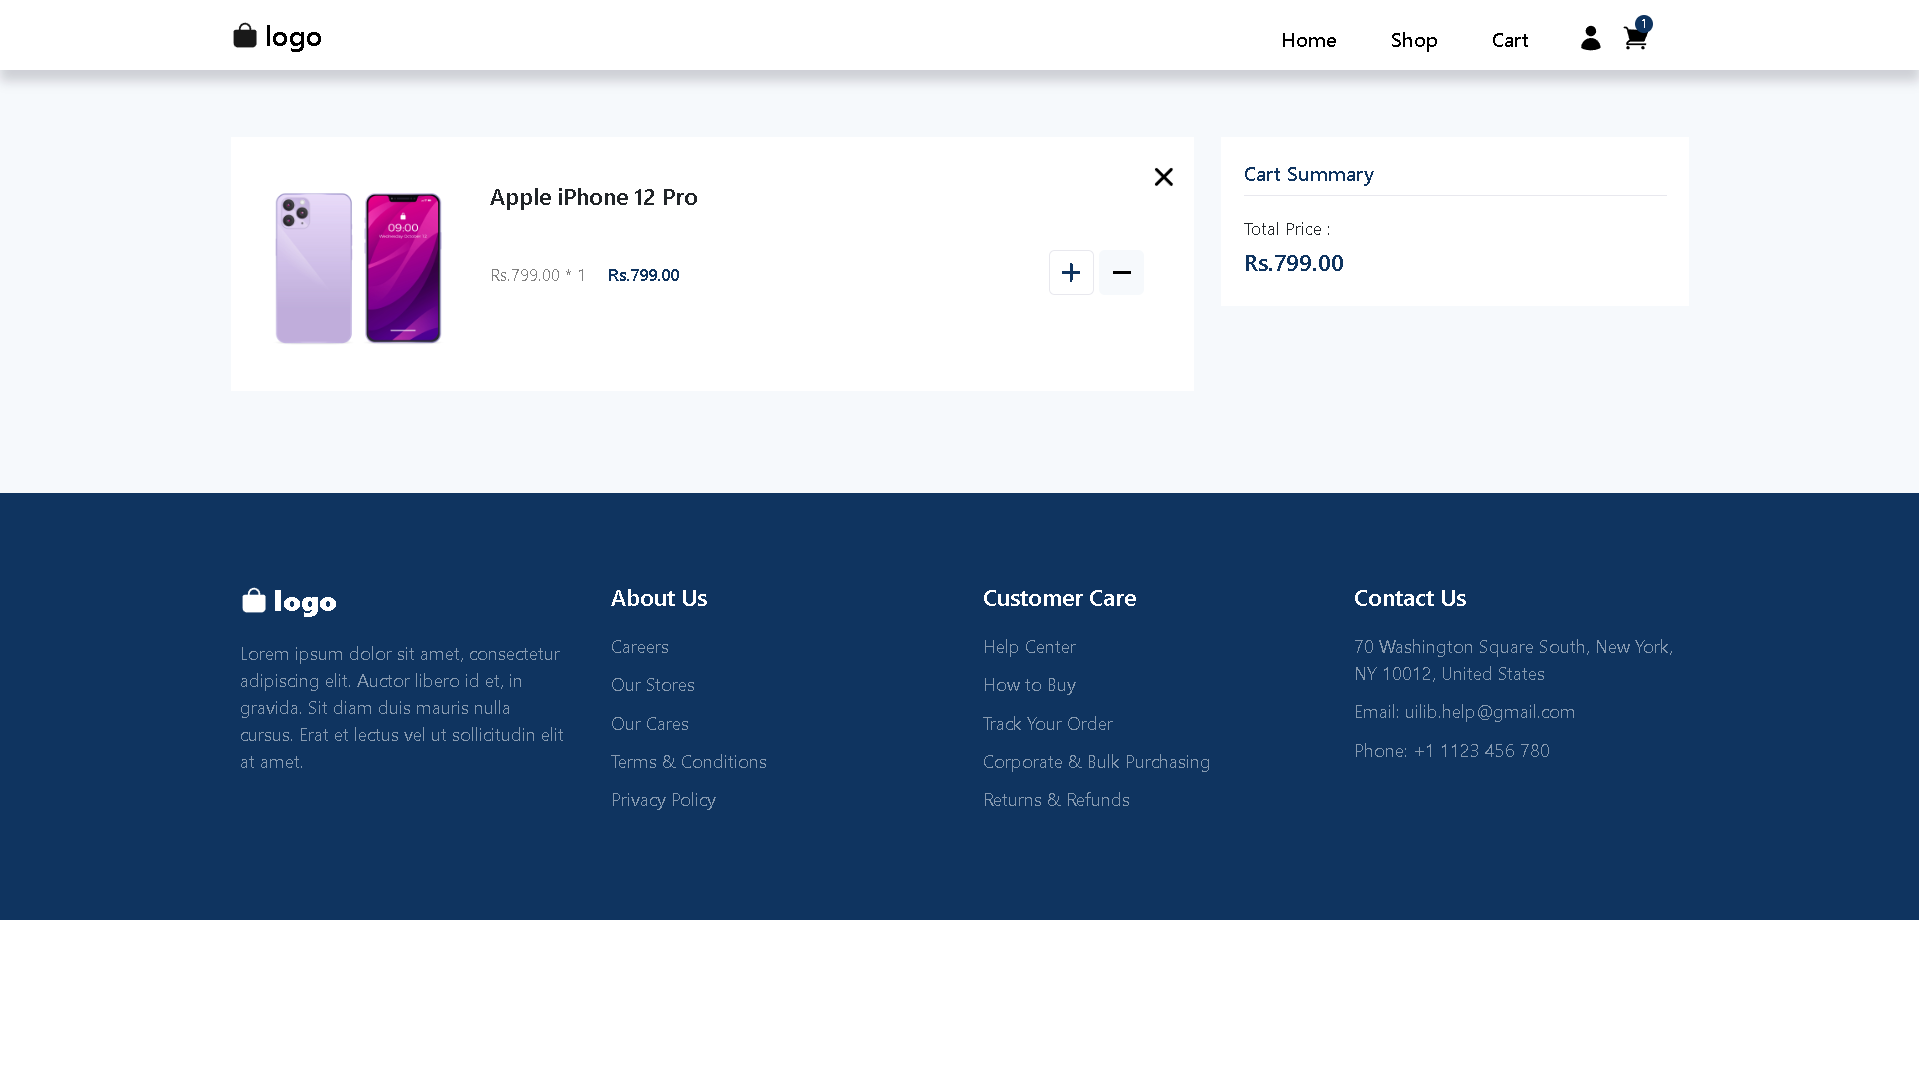 logo
Home
Shop
Cart
1
Apple iPhone 12 Pro
09:00
Rs.799.00 * 1
Rs.799.00
Cart Summary
Total Price :
Rs.799.00
logo
Lorem ipsum dolor sit amet, consectetur
adipiscing elit. Auctor libero id et, in
gravida. Sit diam duis mauris nulla
cursus. Erat et lectus vel ut sollicitudin elit
at amet.
About Us
Careers
Our Stores
Our Cares
Terms & Conditions
Privacy Policy
Customer Care
Help Center
How to Buy
Track Your Order
Corporate & Bulk Purchasing
Returns & Refunds
Contact Us
70 Washington Square South, New York,
NY 10012, United States
Email: uilib.help@gmail.com
Phone: +1 1123 456 780